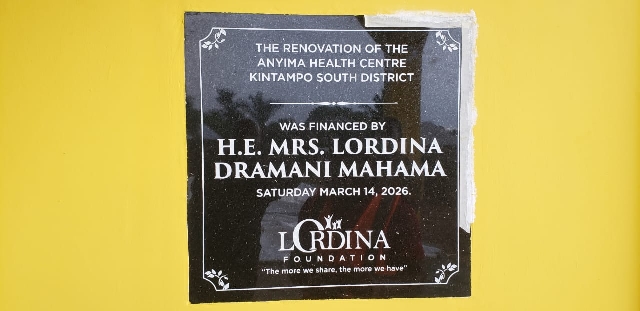 THE RENOVATION OF THE
ANYIMA HEALTH CENTRE
KINTAMPO SOUTH DISTRICT
WAS FINANCED BY
H.E. MRS. LORDINA
DRAMANI MAHAMA
SATURDAY MARCH 14, 2026.
LORDINA
FOUNDATION
"The more we share, the more we have"